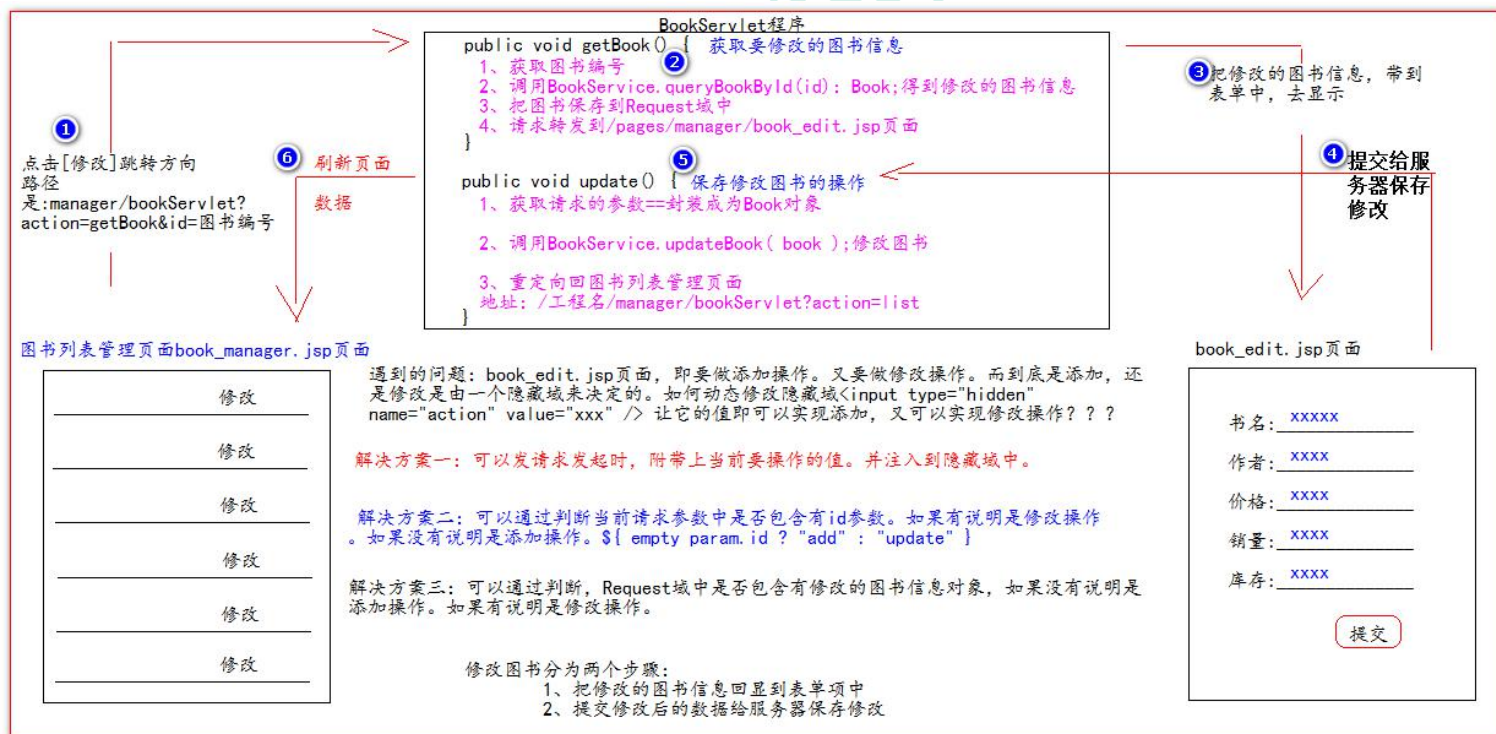 BookServlet程序
public void getBook() { 获取要修改的图书信息
2
1、获取图书编号
2、调用BookService.queryBookById(id): Book;得到修改的图书信息
3、把图书保存到Request域中
4、请求转发到/pages/manager/book_edit.jsp页面
}
3
把修改的图书信息, 带到
表单中, 去显示
1
点击[修改]跳转方向
路径
是:manager/bookServlet?
action=getBook&id=图书编号
6 刷新页面
数据
5
public void update() { 保存修改图书的操作
1、获取请求的参数==封装成为Book对象
2、调用BookService.updateBook( book );修改图书
3、重定向回图书列表管理页面
地址: /工程名/manager/bookServlet?action=list
}
4 提交给服
务器保存
修改
图书列表管理页面book_manager.jsp页面
修改
修改
修改
修改
修改
修改
遇到的问题: book_edit.jsp页面, 即要做添加操作。又要做修改操作。而到底是添加, 还
是修改是由一个隐藏域来决定的。如何动态修改隐藏域<input type="hidden"
name="action" value="xxx" /> 让它的值即可以实现添加, 又可以实现修改操作? ? ?
解决方案一: 可以发请求发起时, 附带上当前要操作的值。并注入到隐藏域中。
解决方案二: 可以通过判断当前请求参数中是否包含有id参数。如果有说明是修改操作
。如果没有说明是添加操作。${ empty param.id ? "add" : "update" }
解决方案三: 可以通过判断, Request域中是否包含有修改的图书信息对象, 如果没有说明是
添加操作。如果有说明是修改操作。
修改图书分为两个步骤:
1、把修改的图书信息回显到表单项中
2、提交修改后的数据给服务器保存修改
book_edit.jsp页面
书名: xxxxx
作者: xxxx
价格: xxxx
销量: xxxx
库存: xxxx
提交